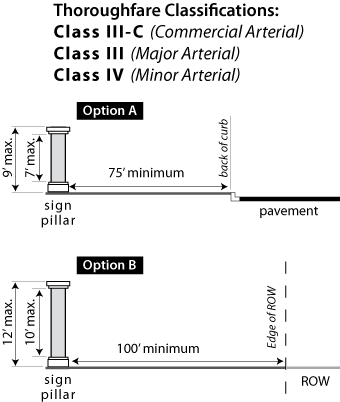 Thoroughfare Classifications:
Class III-C (Commercial Arterial)
Class III (Major Arterial)
Class IV (Minor Arterial)
Option A
9' max.
7' max.
75' minimum
back of curb
sign
pillar
pavement
Option B
12' max.
10' max.
100' minimum
Edge of ROW
sign
pillar
ROW